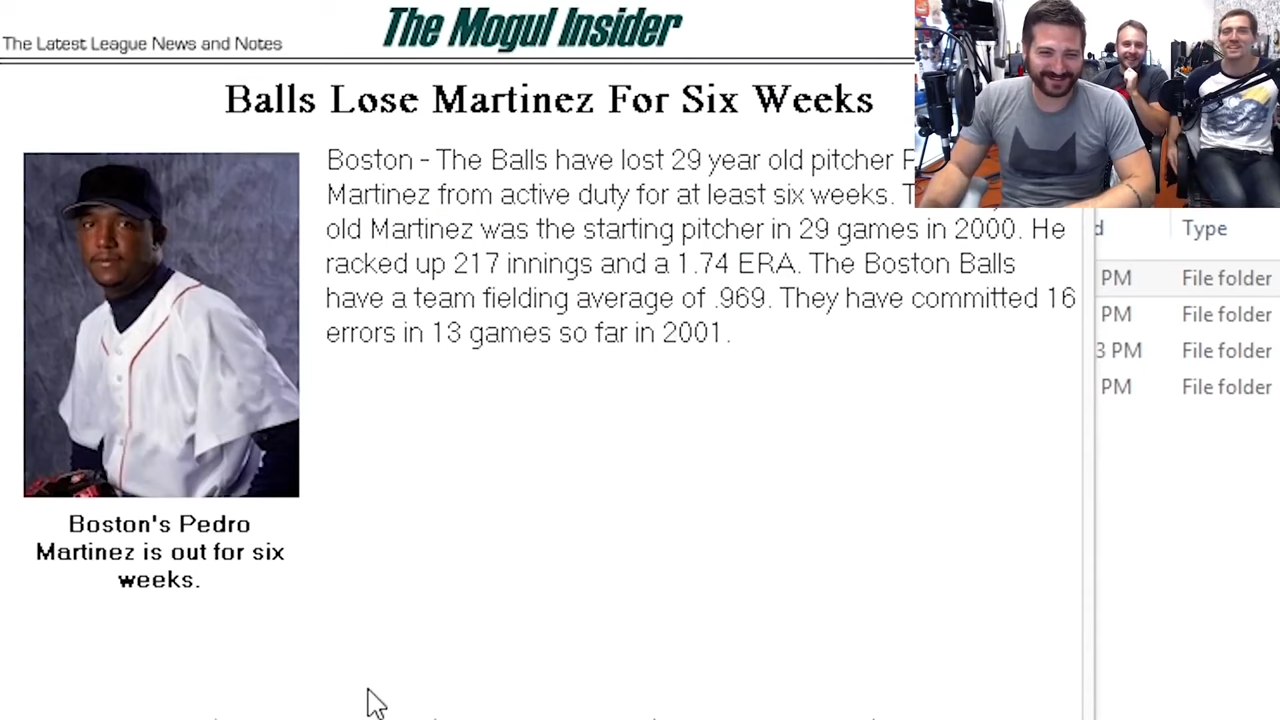 The Mogul Insider
The Latest League News and Notes
Balls Lose Martinez For Six Weeks
Boston - The Balls have lost 29 year old pitcher
Martinez from active duty for at least six weeks.
old Martinez was the starting pitcher in 29 games in 2000. He
racked up 217 innings and a 1.74 ERA. The Boston Balls
have a team fielding average of .969. They have committed 16
errors in 13 games so far in 2001.
Boston's Pedro
Martinez is out for six
weeks.
Type
PM File folder
PM File folder
3 PM File folder
PM File folder